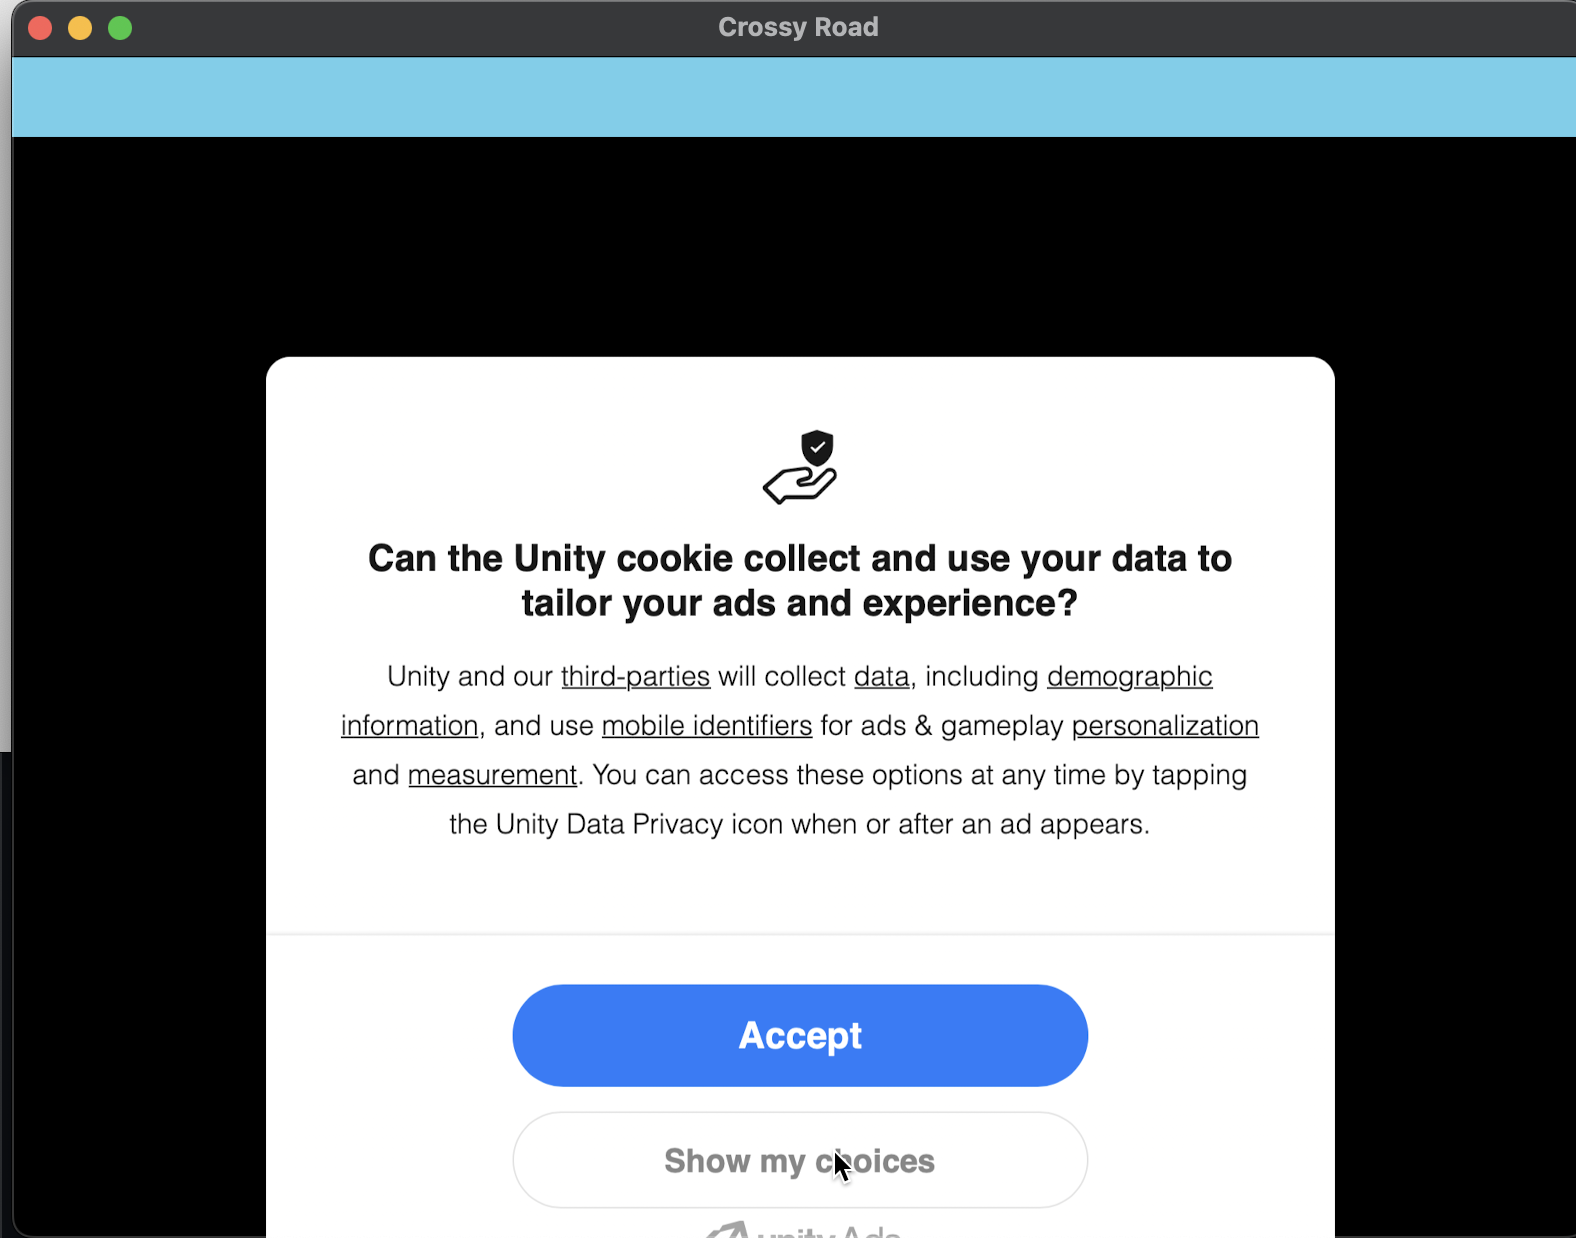 Crossy Road
Can the Unity cookie collect and use your data to
tailor your ads and experience?
Unity and our third-parties will collect data, including demographic
information, and use mobile identifiers for ads & gameplay personalization
and measurement. You can access these options at any time by tapping
the Unity Data Privacy icon when or after an ad appears.
Accept
Show my choices
unity Ads